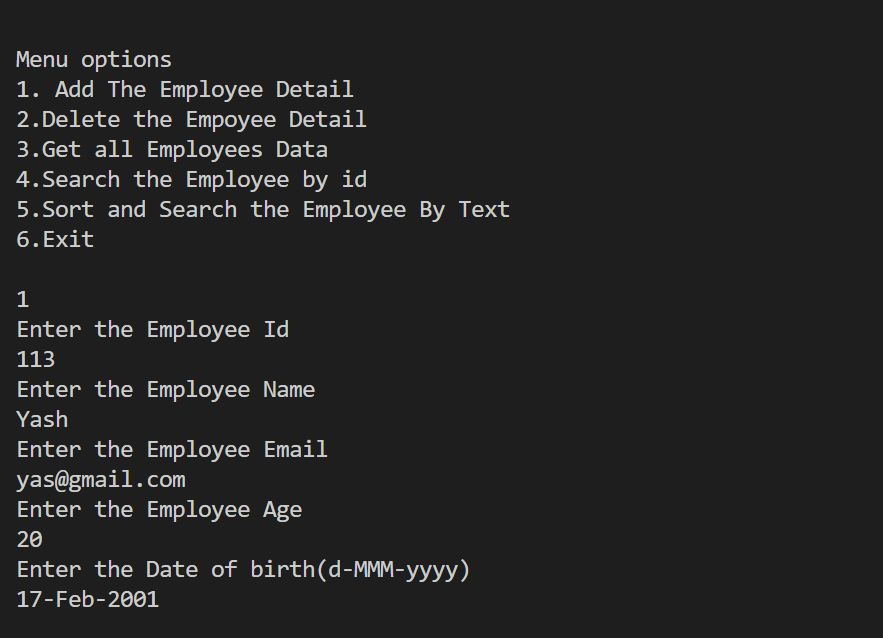 Menu options
1. Add The Employee Detail
2.Delete the Empoyee Detail
3.Get all Employees Data
4.Search the Employee by id
5.Sort and Search the Employee By Text
6.Exit
1
Enter the Employee Id
113
Enter the Employee Name
Yash
Enter the Employee Email
yas@gmail.com
Enter the Employee Age
20
Enter the Date of birth(d-MMM-yyyy)
17-Feb-2001